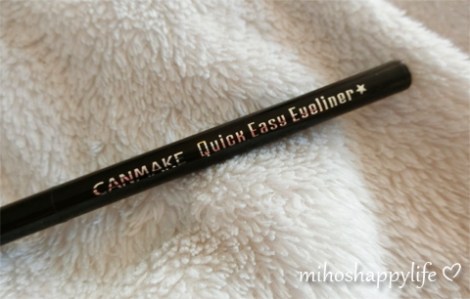 CANMAKE Quick Easy Eyeliner★
mihoshappylife♡